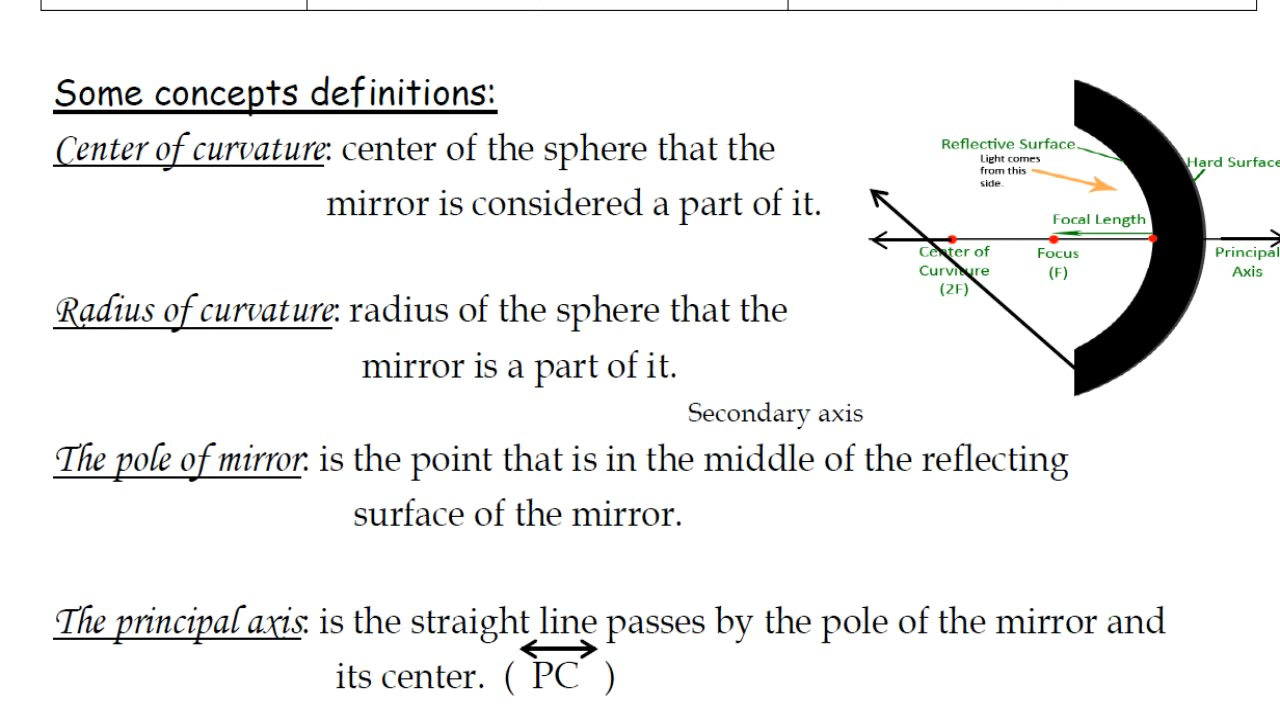 Some concepts definitions:
Center of curvature: center of the sphere that the
mirror is considered a part of it.
Radius of curvature: radius of the sphere that the
mirror is a part of it.
Secondary axis
The pole of mirror: is the point that is in the middle of the reflecting
surface of the mirror.
The principal axis: is the straight line passes by the pole of the mirror and
its center. ( PC )
Reflective Surface
Light comes
from this
side.
Hard Surface
Focal Length
Center of
Curviture
(2F)
Focus
(F)
Principal
Axis